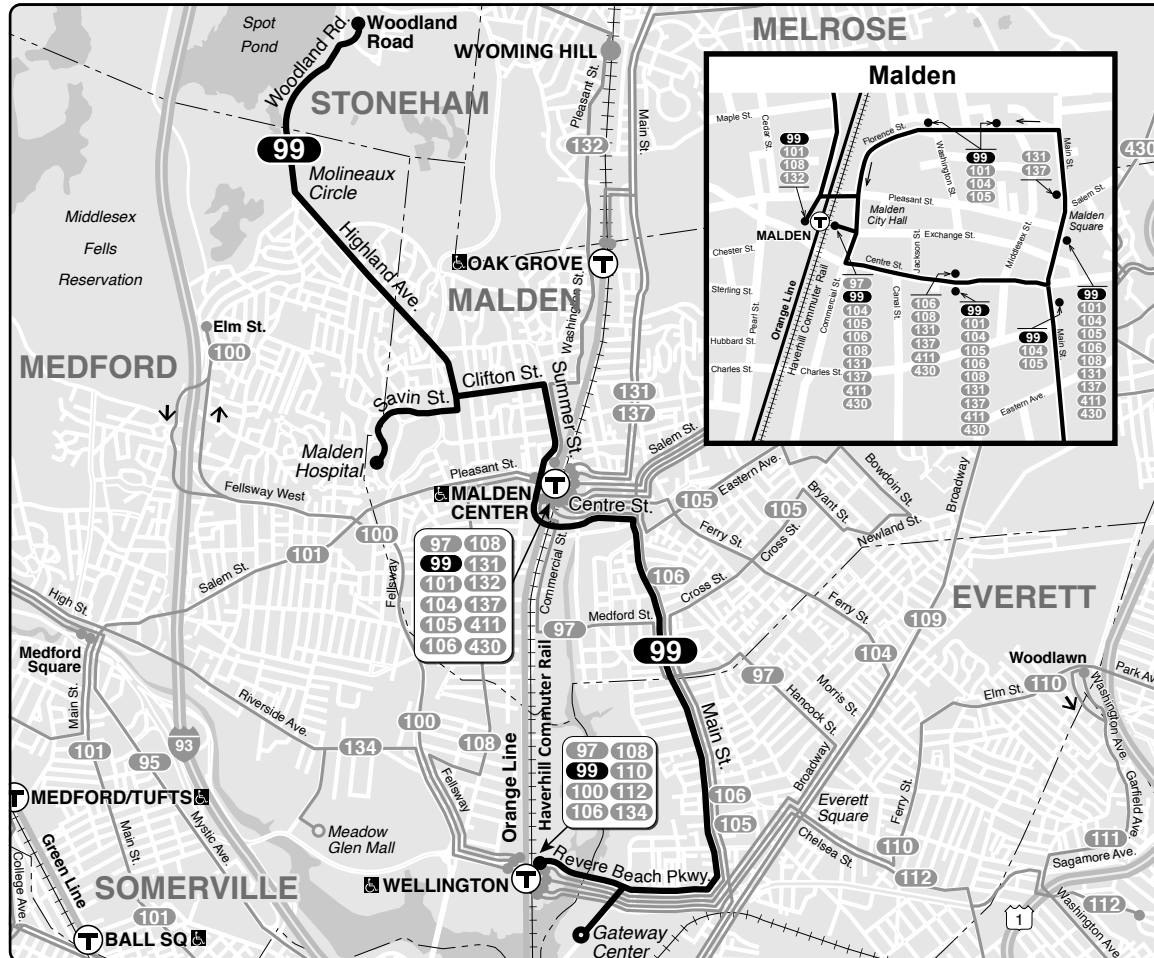 Spot
Pond
Woodland Rd.
Woodland
Road
WYOMING HILL
MELROSE
STONEHAM
Pleasant St.
Main St.
132
99
Molineaux
Circle
Middlesex
Fells
Reservation
Highland Ave.
OAK GROVE
T
MALDEN
Washington St.
Elm St.
100
MEDFORD
Clifton St.
Savin St.
Summer St.
131
137
Malden
Hospital
Pleasant St.
Salem St.
Fellsway West
MALDEN
CENTER
T
Centre St.
105
Eastern Ave.
105
Bryant St.
Bowdoin St.
Broadway
Newland St.
100
101
Salem St.
Fellsway
97 108
99 131
101 132
104 137
105 411
106 430
Commercial St.
Ferry St.
Cross St.
106
Cross St.
High St.
Medford
Square
97
Medford St.
99
Ferry St.
109
104
EVERETT
Woodlawn
Elm St.
110
Park Av
Washington Ave.
Main St.
Riverside Ave.
97
Hancock St.
Morris St.
101
95
93
134
100
108
Fellsway
Orange Line
Haverhill Commuter Rail
97 108
99 110
100 112
106 134
Main St.
106
105
Broadway
Everett
Square
Ferry St.
110
Garfield Ave.
111
Sagamore Ave.
T
MEDFORD/TUFTS
Main St.
Mystic Ave.
Meadow
Glen Mall
Chelsea St.
112
112
Washington Ave.
Green Line
College Ave.
SOMERVILLE
WELLINGTON
T
Revere Beach Pkwy.
101
T
BALL SQ
Gateway
Center
1
430
Malden
Maple St.
Cedar St.
99
101
108
132
Florence St.
Washington St.
99
101
104
105
131
137
Main St.
Salem St.
Pleasant St.
Malden
City Hall
Malden
Square
MALDEN
T
Jackson St.
Exchange St.
Middlesex St.
Chester St.
Centre St.
Sterling St.
Pearl St.
Orange Line
Haverhill Commuter Rail
Commercial St.
Canal St.
Hubbard St.
Charles St.
Charles St.
97
99
104
105
106
108
131
137
411
430
106
108
131
137
411
430
99
101
104
105
106
108
131
137
411
430
99
104
105
Main St.
Eastern Ave.
99
101
104
105
106
108
131
137
411
430